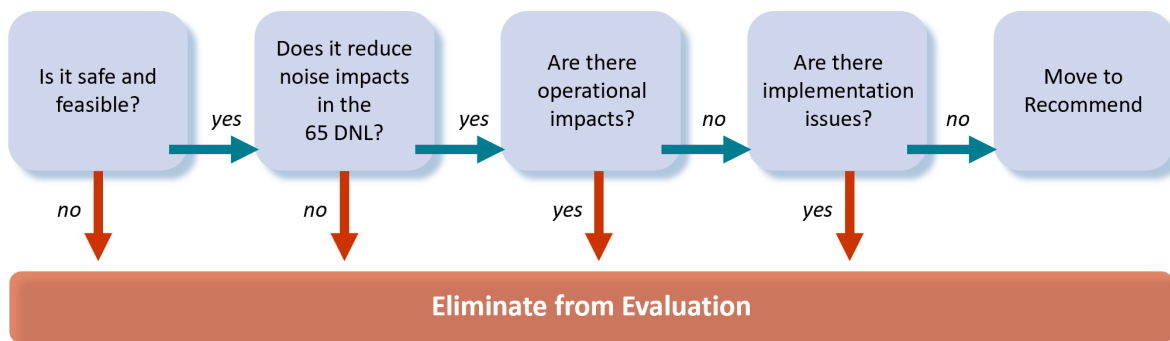 Is it safe and
feasible?
yes
no
Does it reduce
noise impacts
in the
65 DNL?
yes
no
Are there
operational
impacts?
no
yes
Are there
implementation
issues?
no
yes
Move to
Recommend
Eliminate from Evaluation